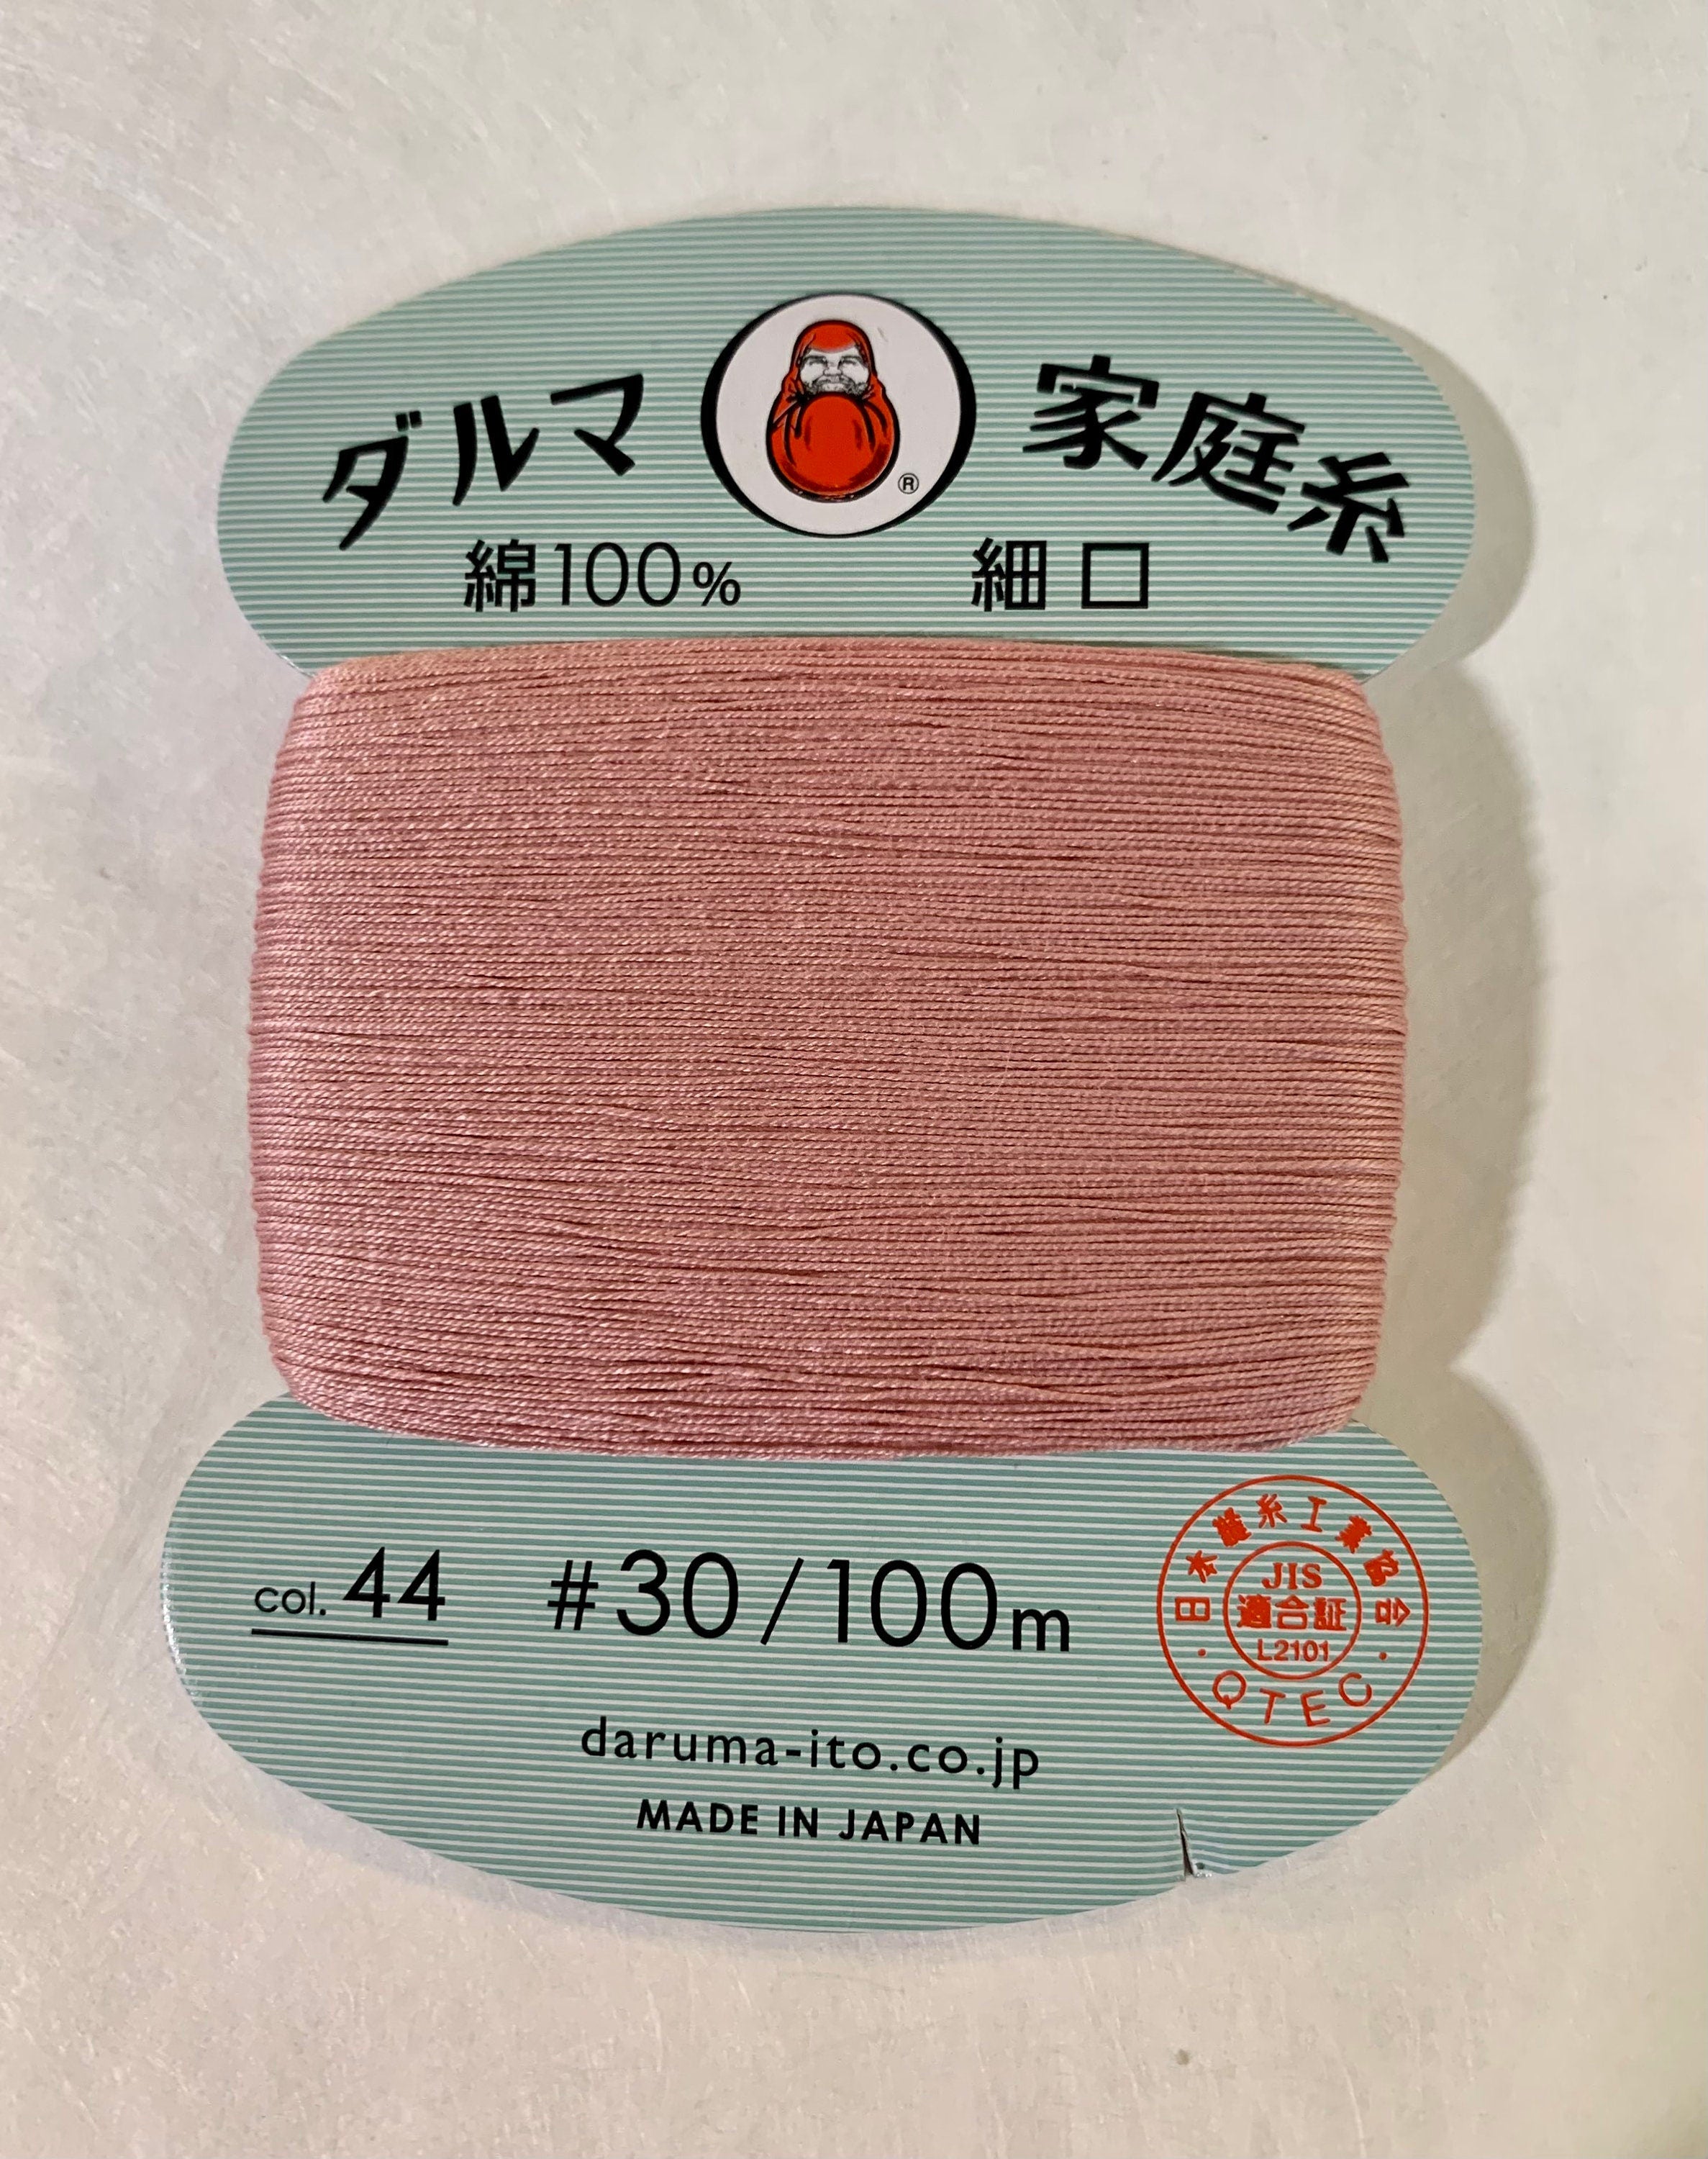 ダルマ 家庭糸
®
綿100% 細口
col. 44 #30/100m
日本縫糸工業協会
JIS
適合証
L2101
・QTEC・
daruma-ito.co.jp
MADE IN JAPAN